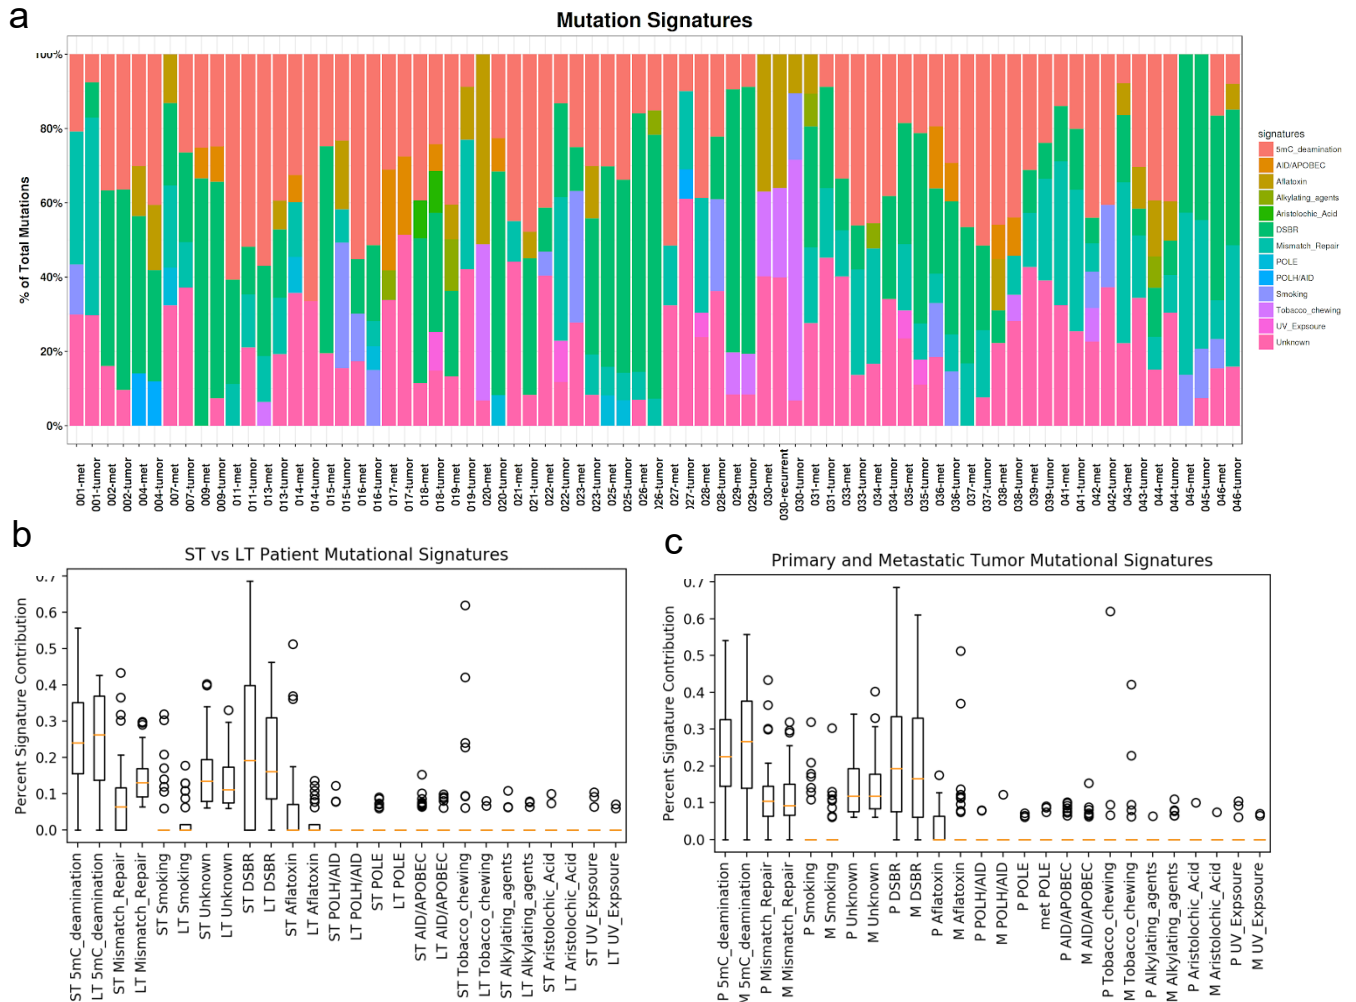 a
Mutation Signatures
% of Total Mutations
100%
80%
60%
40%
20%
0%
001-met
001-tumor
002-met
002-tumor
004-met
004-tumor
007-met
007-tumor
009-met
009-tumor
011-met
011-tumor
013-met
013-tumor
014-met
014-tumor
015-met
015-tumor
016-met
016-tumor
017-met
017-tumor
018-met
018-tumor
019-met
019-tumor
020-met
020-tumor
021-met
021-tumor
022-met
022-tumor
023-met
023-tumor
025-met
025-tumor
026-met
026-tumor
027-met
027-tumor
028-met
028-tumor
029-met
029-tumor
030-met
030-recurrent
030-tumor
031-met
031-tumor
033-met
033-tumor
034-met
034-tumor
035-met
035-tumor
036-met
036-tumor
037-met
037-tumor
038-met
038-tumor
039-met
039-tumor
041-met
041-tumor
042-met
042-tumor
043-met
043-tumor
044-met
044-tumor
045-met
045-tumor
046-met
046-tumor
signatures
5mC_deamination
AID/APOBEC
Aflatoxin
Alkylating_agents
Aristolochic_Acid
DSBR
Mismatch_Repair
POLE
POLH/AID
Smoking
Tobacco_chewing
UV_Expsoure
Unknown
b
ST vs LT Patient Mutational Signatures
Percent Signature Contribution
0.7
0.6
0.5
0.4
0.3
0.2
0.1
0.0
ST 5mC_deamination
LT 5mC_deamination
ST Mismatch_Repair
LT Mismatch_Repair
ST Smoking
LT Smoking
ST Unknown
LT Unknown
ST DSBR
LT DSBR
ST Aflatoxin
LT Aflatoxin
ST POLH/AID
LT POLH/AID
ST POLE
LT POLE
ST AID/APOBEC
LT AID/APOBEC
ST Tobacco_chewing
LT Tobacco_chewing
ST Alkylating_agents
LT Alkylating_agents
ST Aristolochic_Acid
LT Aristolochic_Acid
ST UV_Expsoure
LT UV_Expsoure
c
Primary and Metastatic Tumor Mutational Signatures
Percent Signature Contribution
0.7
0.6
0.5
0.4
0.3
0.2
0.1
0.0
P 5mC_deamination
M 5mC_deamination
P Mismatch_Repair
M Mismatch_Repair
P Smoking
M Smoking
P Unknown
M Unknown
P DSBR
M DSBR
P Aflatoxin
M Aflatoxin
P POLH/AID
M POLH/AID
P POLE
met POLE
P AID/APOBEC
M AID/APOBEC
P Tobacco_chewing
M Tobacco_chewing
P Alkylating_agents
M Alkylating_agents
P Aristolochic_Acid
M Aristolochic_Acid
P UV_Expsoure
M UV_Expsoure